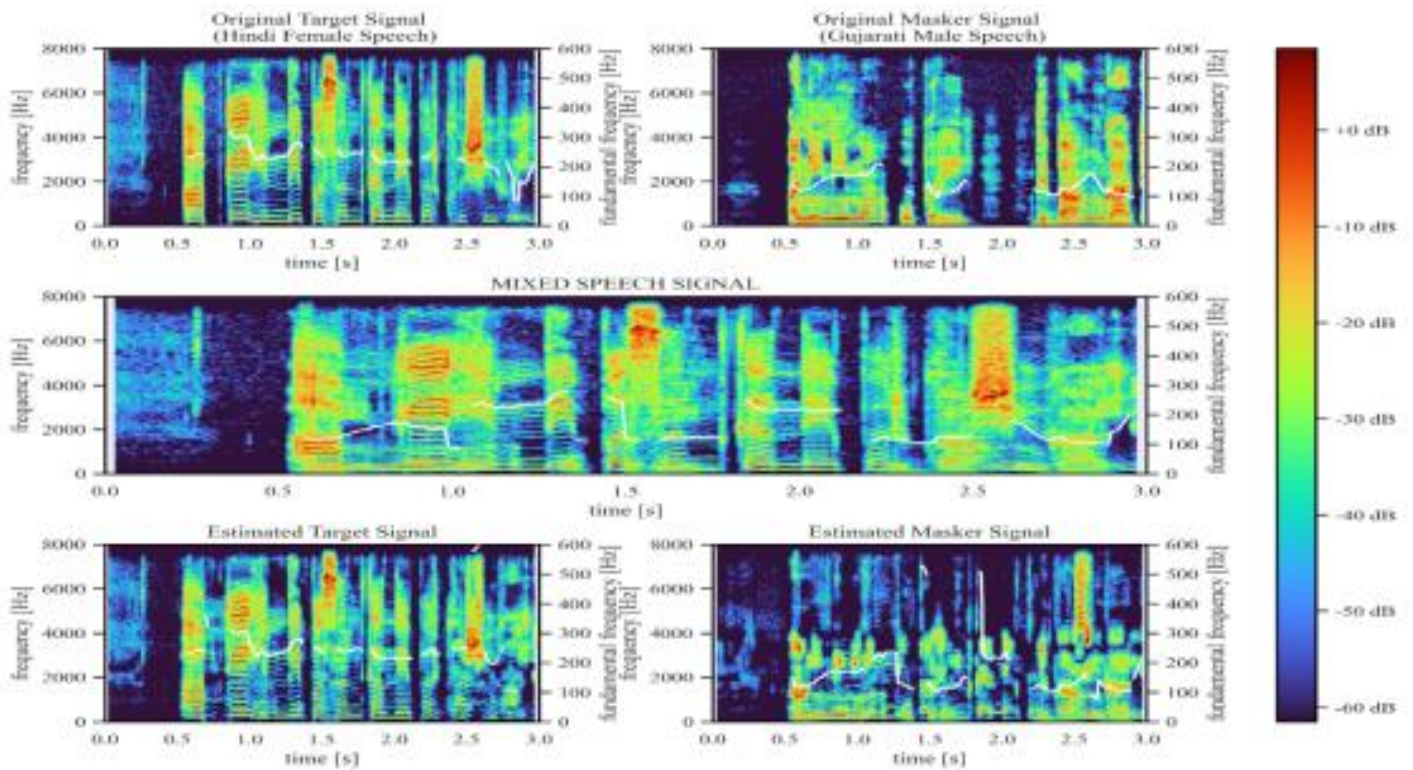 Original Target Signal
(Hindi Female Speech)
Original Masker Signal
(Gujarati Male Speech)
8000
6000
4000
2000
0
frequency [Hz]
600
500
400
300
200
100
0
fundamental frequency [Hz]
0.0 0.5 1.0 1.5 2.0 2.5 3.0
time [s]
8000
6000
4000
2000
0
frequency [Hz]
600
500
400
300
200
100
0
fundamental frequency [Hz]
0.0 0.5 1.0 1.5 2.0 2.5 3.0
time [s]
MIXED SPEECH SIGNAL
8000
6000
4000
2000
0
frequency [Hz]
600
500
400
300
200
100
0
fundamental frequency [Hz]
0.0 0.5 1.0 1.5 2.0 2.5 3.0
time [s]
Estimated Target Signal
Estimated Masker Signal
8000
6000
4000
2000
0
frequency [Hz]
600
500
400
300
200
100
0
fundamental frequency [Hz]
0.0 0.5 1.0 1.5 2.0 2.5 3.0
time [s]
8000
6000
4000
2000
0
frequency [Hz]
600
500
400
300
200
100
0
fundamental frequency [Hz]
0.0 0.5 1.0 1.5 2.0 2.5 3.0
time [s]
+0 dB
-10 dB
-20 dB
-30 dB
-40 dB
-50 dB
-60 dB